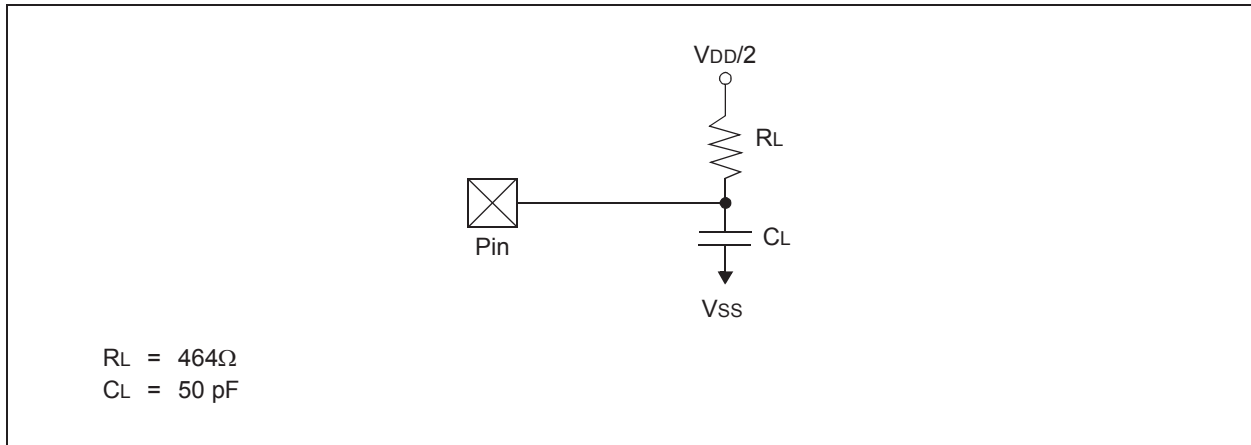 VDD/2
RL
Pin
CL
VSS
RL = 464Ω
CL = 50 pF